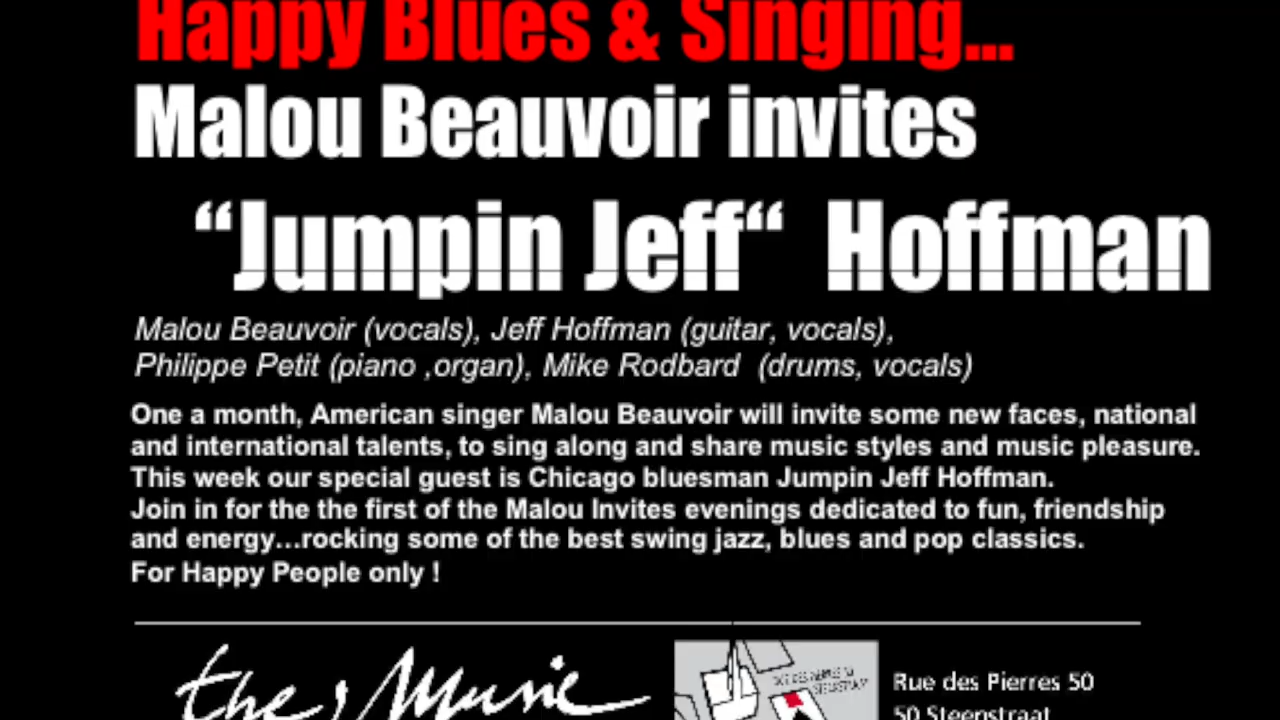 Happy Blues & Singing...
Malou Beauvoir invites
“Jumpin Jeff“ Hoffman
Malou Beauvoir (vocals), Jeff Hoffman (guitar, vocals),
Philippe Petit (piano ,organ), Mike Rodbard (drums, vocals)
One a month, American singer Malou Beauvoir will invite some new faces, national
and international talents, to sing along and share music styles and music pleasure.
This week our special guest is Chicago bluesman Jumpin Jeff Hoffman.
Join in for the the first of the Malou Invites evenings dedicated to fun, friendship
and energy…rocking some of the best swing jazz, blues and pop classics.
For Happy People only !
the Music
Rue des Pierres 50
50 Steenstraat